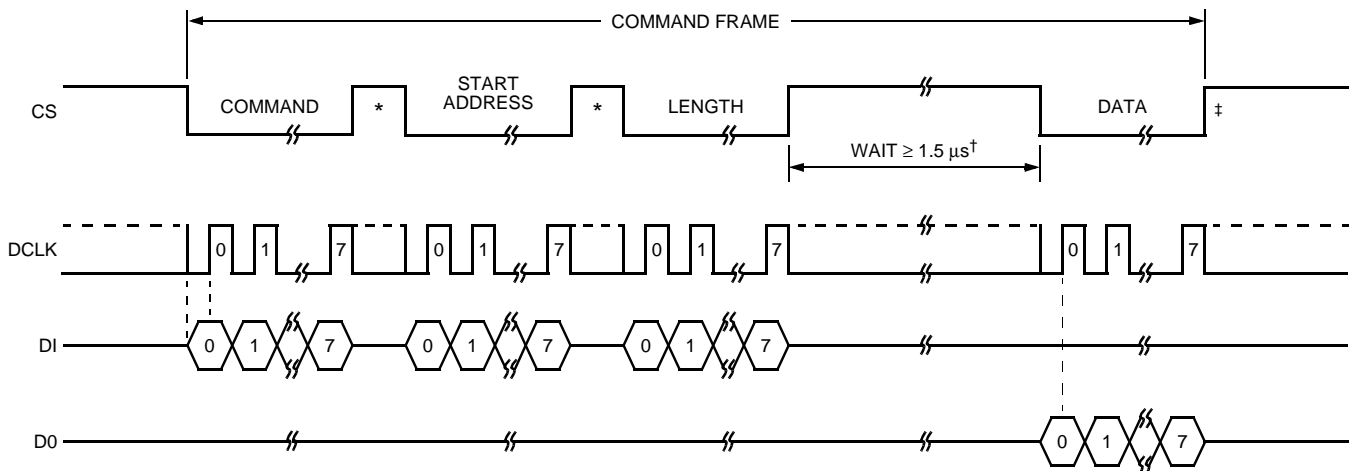 COMMAND FRAME
CS
COMMAND
*
START
ADDRESS
*
LENGTH
DATA
‡
WAIT ≥ 1.5 μs†
DCLK
0 1 7 0 1 7 0 1 7 0 1 7
DI
0 1 7 0 1 7 0 1 7
D0
0 1 7